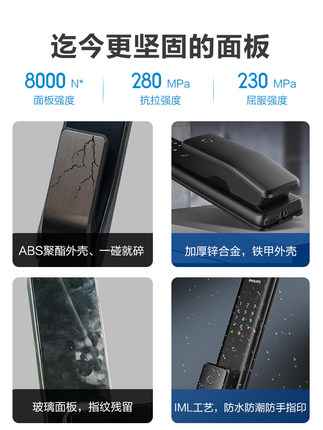 迄今更坚固的面板
8000 N* 280 MPa 230 MPa
面板强度 抗拉强度 屈服强度
ABS聚酯外壳、一碰就碎
加厚锌合金，铁甲外壳
PHILIPS
玻璃面板，指纹残留
IML工艺，防水防潮防手指印